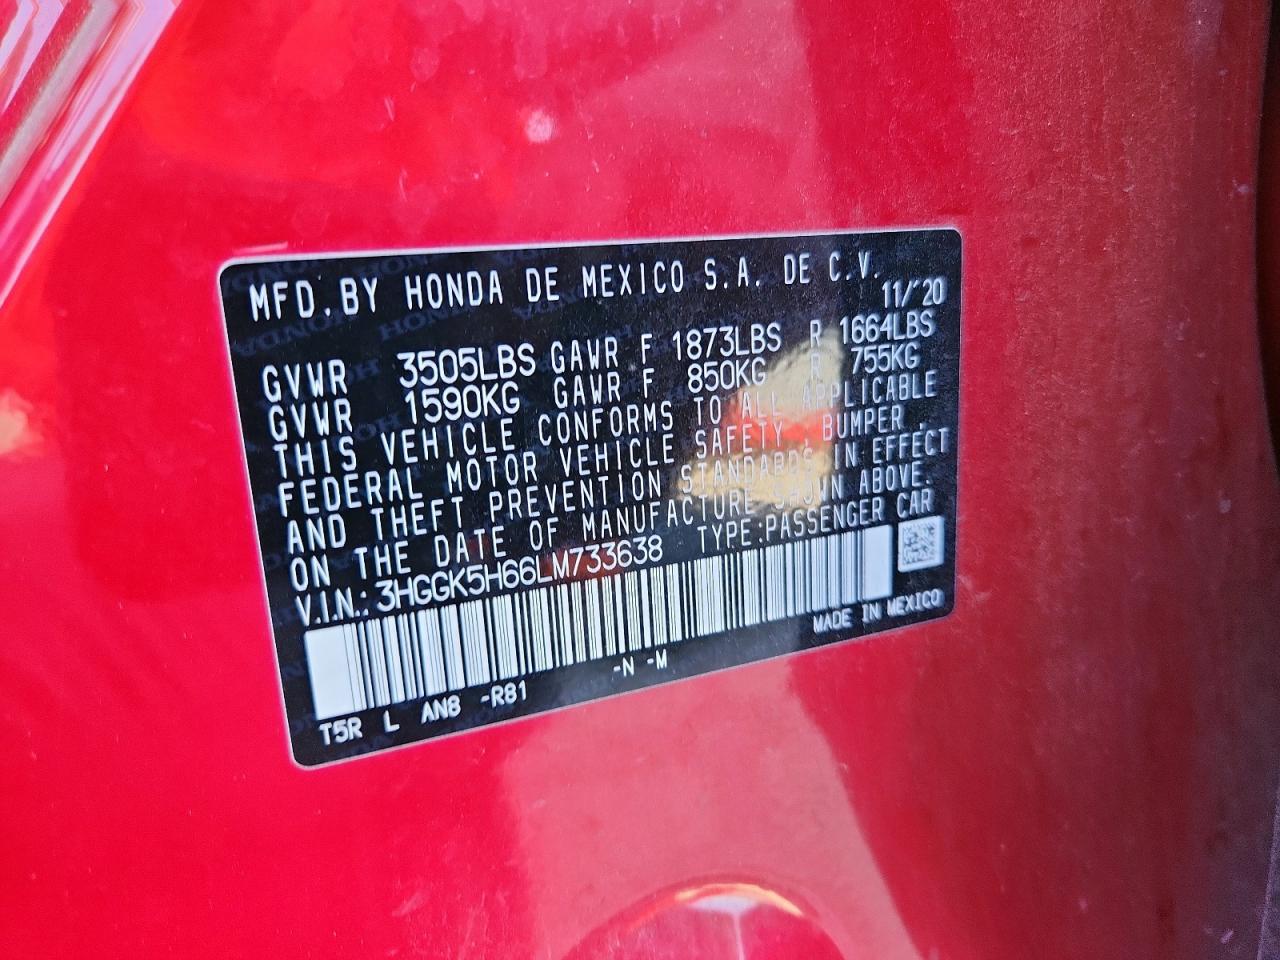 MFD.BY HONDA DE MEXICO S.A. DE C.V.
11/'20
GVWR 3505LBS GAWR F 1873LBS R 1664LBS
GVWR 1590KG GAWR F 850KG R 755KG
THIS VEHICLE CONFORMS TO ALL APPLICABLE
FEDERAL MOTOR VEHICLE SAFETY, BUMPER,
AND THEFT PREVENTION STANDARDS IN EFFECT
ON THE DATE OF MANUFACTURE SHOWN ABOVE.
V.I.N.: 3HGGK5H66LM733638 TYPE:PASSENGER CAR
MADE IN MEXICO
T5R L AN8 -R81 -N -M